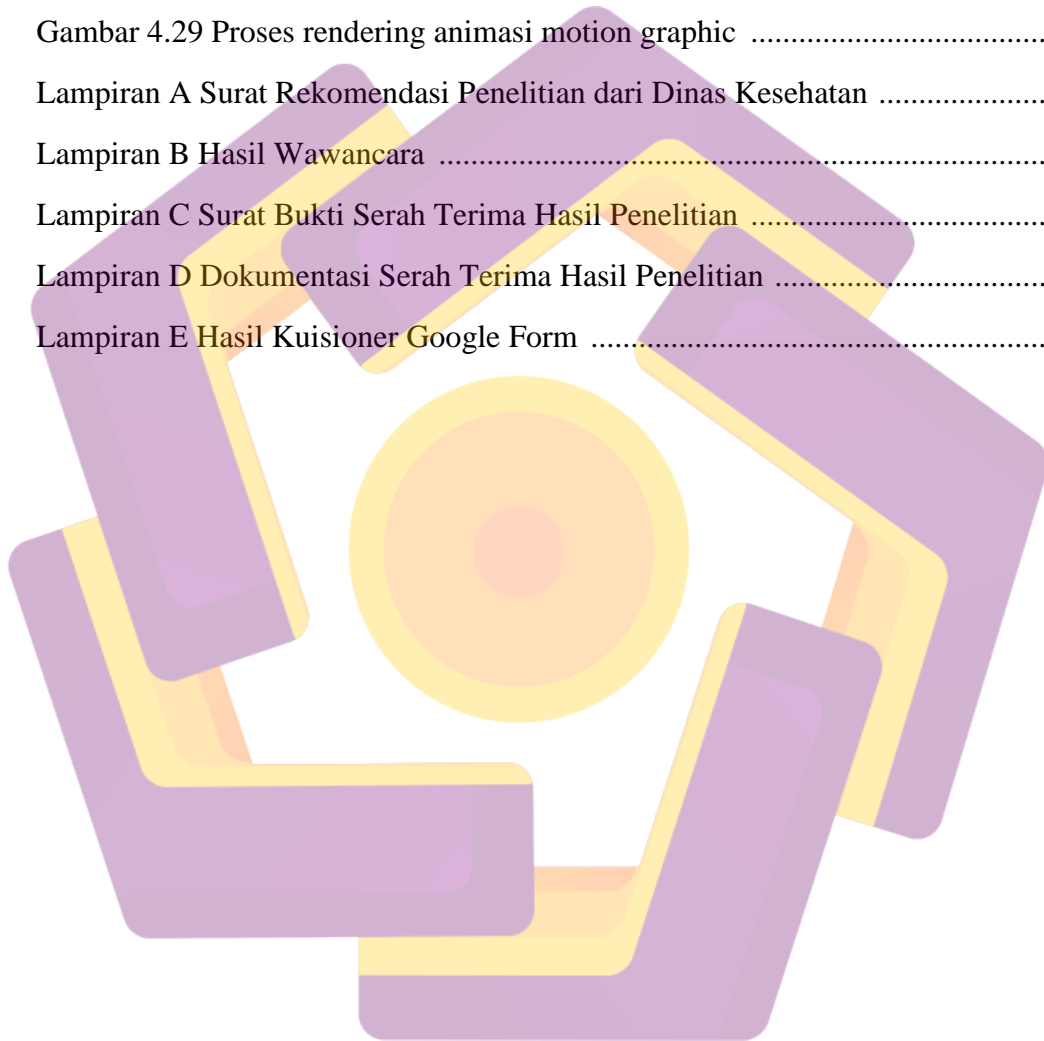 Gambar 4.29 Proses rendering animasi motion graphic ....................................
Lampiran A Surat Rekomendasi Penelitian dari Dinas Kesehatan ....................
Lampiran B Hasil Wawancara ..........................................................................
Lampiran C Surat Bukti Serah Terima Hasil Penelitian ....................................
Lampiran D Dokumentasi Serah Terima Hasil Penelitian .................................
Lampiran E Hasil Kuisioner Google Form .......................................................